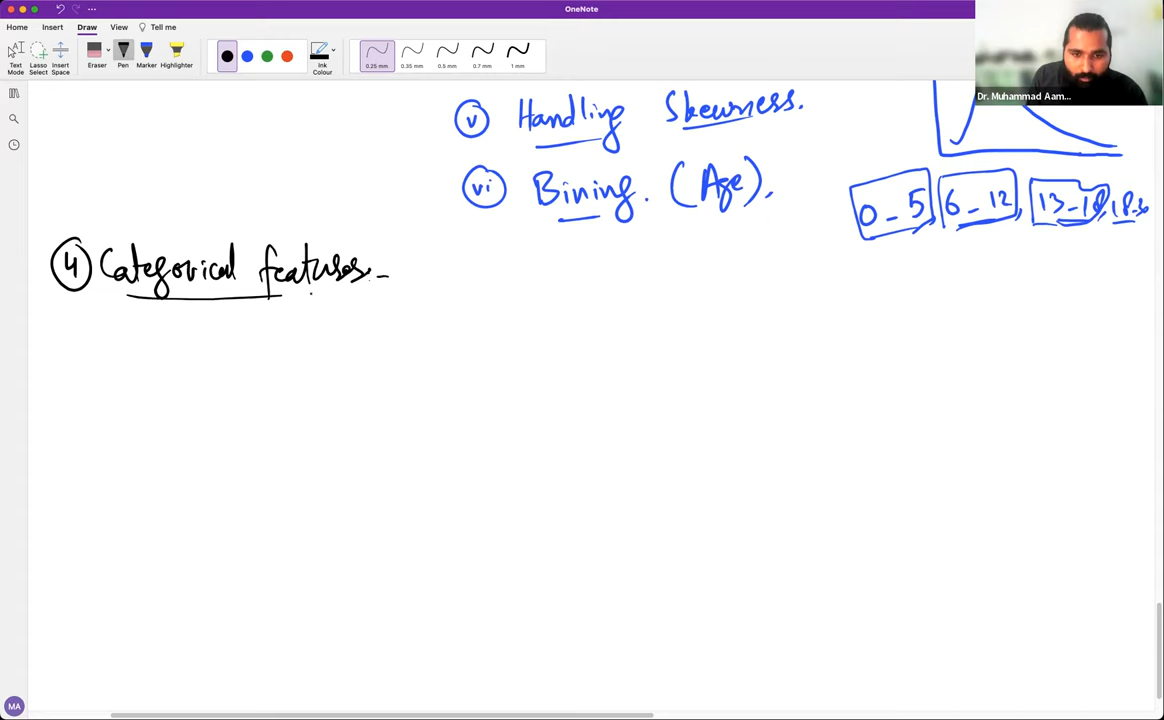 OneNote
Home Insert Draw View Tell me
Text Mode Lasso Select Insert Space Eraser Pen Marker Highlighter Ink Colour 0.25 mm 0.35 mm 0.5 mm 0.7 mm 1 mm
Dr. Muhammad Aam...
v Handling Skewness.
vi Bining. (Age),
0 - 5 6 - 12, 13 - 18, 18-
4 Categorical features:-
MA